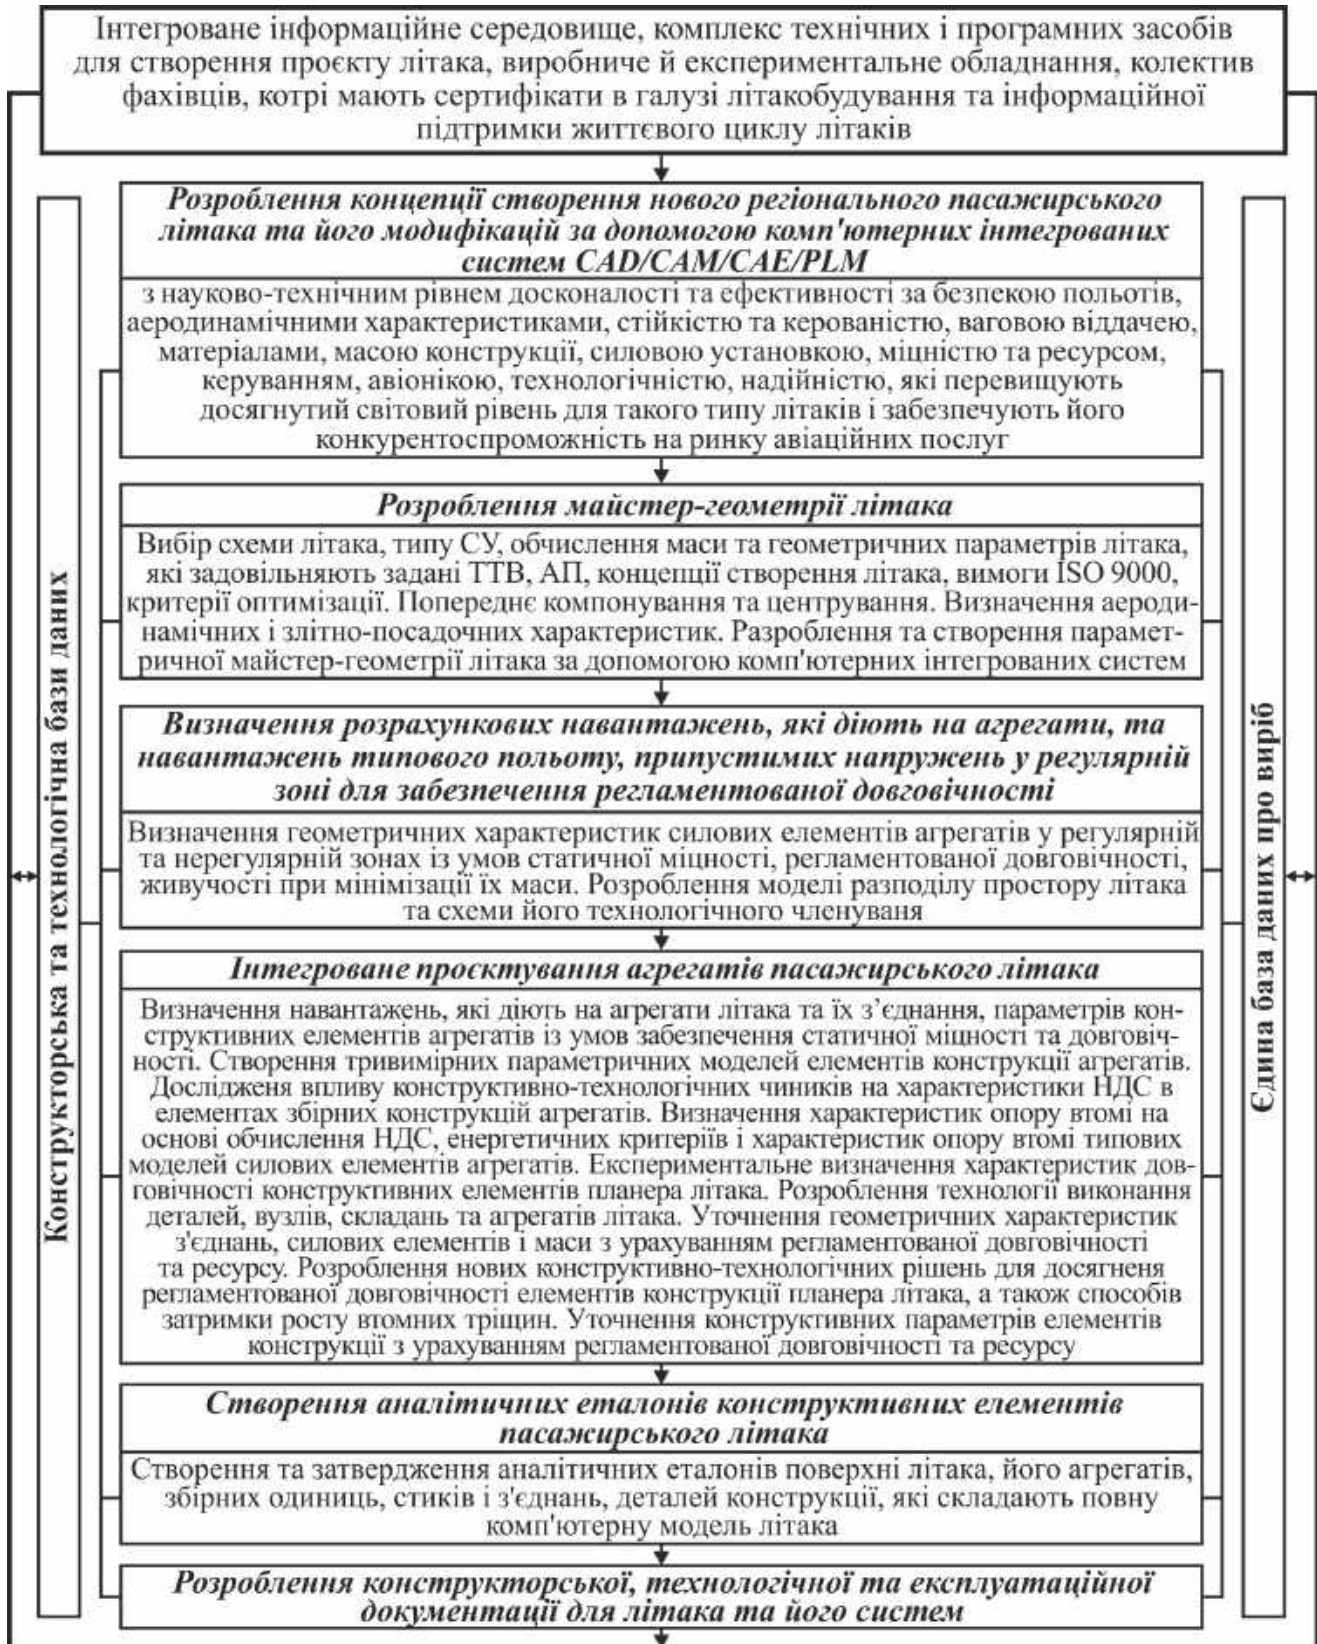 Інтегроване інформаційне середовище, комплекс технічних і програмних засобів
для створення проєкту літака, виробниче й експериментальне обладнання, колектив
фахівців, котрі мають сертифікати в галузі літакобудування та інформаційної
підтримки життєвого циклу літаків
Конструкторська та технологічна бази даних
Розроблення концепції створення нового регіонального пасажирського
літака та його модифікацій за допомогою комп'ютерних інтегрованих
систем CAD/CAM/CAE/PLM
з науково-технічним рівнем досконалості та ефективності за безпекою польотів,
аеродинамічними характеристиками, стійкістю та керованістю, ваговою віддачею,
матеріалами, масою конструкції, силовою установкою, міцністю та ресурсом,
керуванням, авіонікою, технологічністю, надійністю, які перевищують
досягнутий світовий рівень для такого типу літаків і забезпечують його
конкурентоспроможність на ринку авіаційних послуг
Розроблення майстер-геометрії літака
Вибір схеми літака, типу СУ, обчислення маси та геометричних параметрів літака,
які задовільняють задані ТТВ, АП, концепції створення літака, вимоги ISO 9000,
критерії оптимізації. Попереднє компонування та центрування. Визначення аероди-
намічних і злітно-посадочних характеристик. Разроблення та створення парамет-
ричної майстер-геометрії літака за допомогою комп'ютерних інтегрованих систем
Визначення розрахункових навантажень, які діють на агрегати, та
навантажень типового польоту, припустимих напружень у регулярній
зоні для забезпечення регламентованої довговічності
Визначення геометричних характеристик силових елементів агрегатів у регулярній
та нерегулярній зонах із умов статичної міцності, регламентованої довговічності,
живучості при мінімізації їх маси. Розроблення моделі разподілу простору літака
та схеми його технологічного членуваня
Інтегроване проєктування агрегатів пасажирського літака
Визначення навантажень, які діють на агрегати літака та їх з’єднання, параметрів кон-
структивних елементів агрегатів із умов забезпечення статичної міцності та довговіч-
ності. Створення тривимірних параметричних моделей елементів конструкції агрегатів.
Дослідженя впливу конструктивно-технологічних чиників на характеристики НДС в
елементах збірних конструкцій агрегатів. Визначення характеристик опору втомі на
основі обчислення НДС, енергетичних критеріїв і характеристик опору втомі типових
моделей силових елементів агрегатів. Експериментальне визначення характеристик дов-
говічності конструктивних елементів планера літака. Розроблення технології виконання
деталей, вузлів, складань та агрегатів літака. Уточнення геометричних характеристик
з'єднань, силових елементів і маси з урахуванням регламентованої довговічності
та ресурсу. Розроблення нових конструктивно-технологічних рішень для досягненя
регламентованої довговічності елементів конструкції планера літака, а також способів
затримки росту втомних тріщин. Уточнення конструктивних параметрів елементів
конструкції з урахуванням регламентованої довговічності та ресурсу
Створення аналітичних еталонів конструктивних елементів
пасажирського літака
Створення та затвердження аналітичних еталонів поверхні літака, його агрегатів,
збірних одиниць, стиків і з'єднань, деталей конструкції, які складають повну
комп'ютерну модель літака
Розроблення конструкторської, технологічної та експлуатаційної
документації для літака та його систем
Єдина база даних про виріб